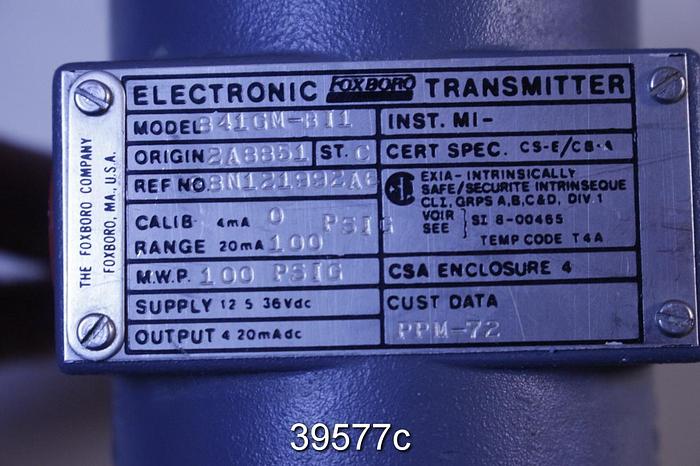 THE FOXBORO COMPANY
FOXBORO, MA., U.S.A.
ELECTRONIC FOXBORO TRANSMITTER
MODEL 841GM-BI1
ORIGIN 2A8851 ST. C
REF NO.
CALIB 4mA 0 PSIG
RANGE 20mA 100
M.W.P. 100 PSIG
SUPPLY 12 5 36Vdc
OUTPUT 4 20mAdc
INST. MI-
CERT SPEC. CS-E/CB-A
EXIA - INTRINSICALLY
SAFE/SECURITE INTRINSEQUE
CL.I, GRPS A,B,C&D, DIV.1
VOIR
SEE } SI 8-00465
TEMP CODE T4A
CSA ENCLOSURE 4
CUST DATA
PPM-72
39577c